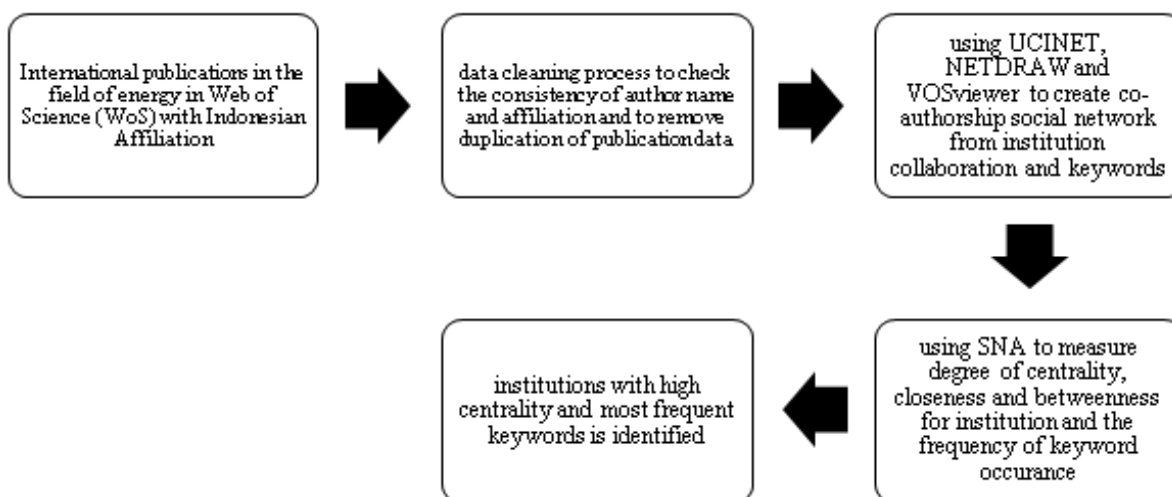 International publications in the
field of energy in Web of
Science (WoS) with Indonesian
Affiliation
data cleaning process to check
the consistency of author name
and affiliation and to remove
duplication of publication data
using UCINET,
NETDRAW and
VOSviewer to create co-
authorship social network
from institution
collaboration and keywords
using SNA to measure
degree of centrality,
closeness and betweenness
for institution and the
frequency of keyword
occurance
institutions with high
centrality and most frequent
keywords is identified